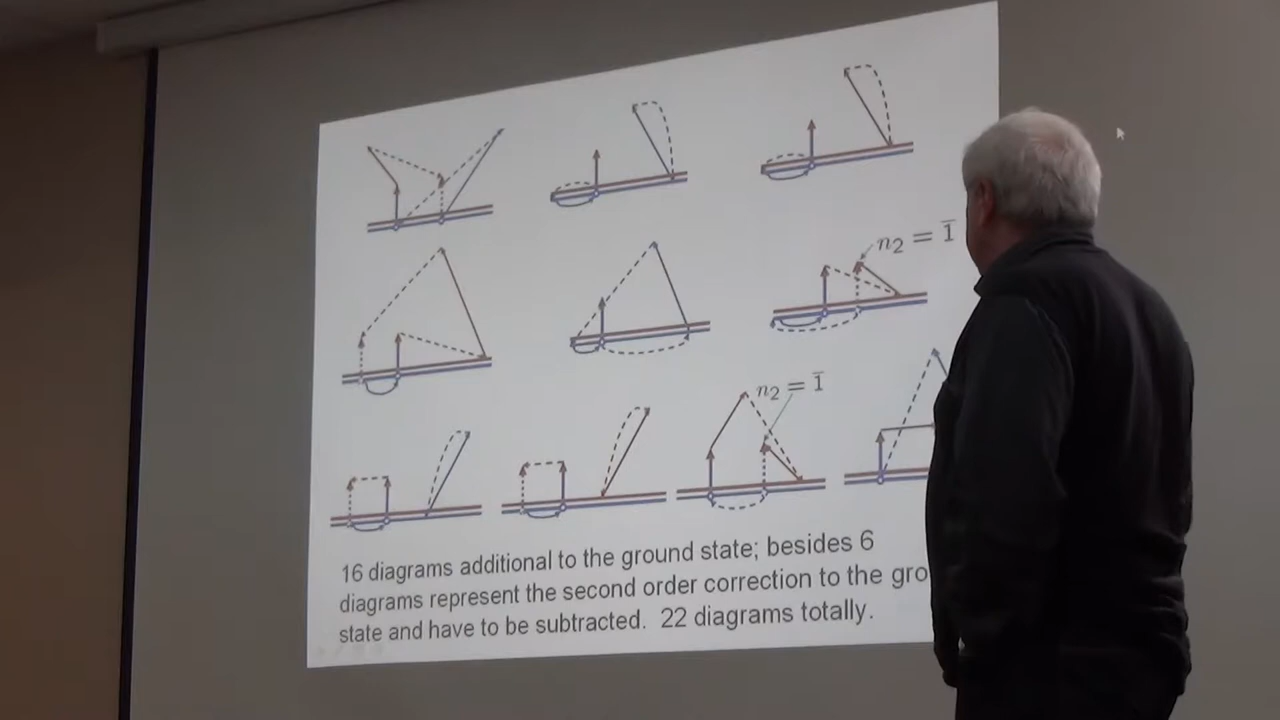 n₂ = 1̄
n₂ = 1̄
16 diagrams additional to the ground state; besides 6
diagrams represent the second order correction to the
state and have to be subtracted. 22 diagrams totally.